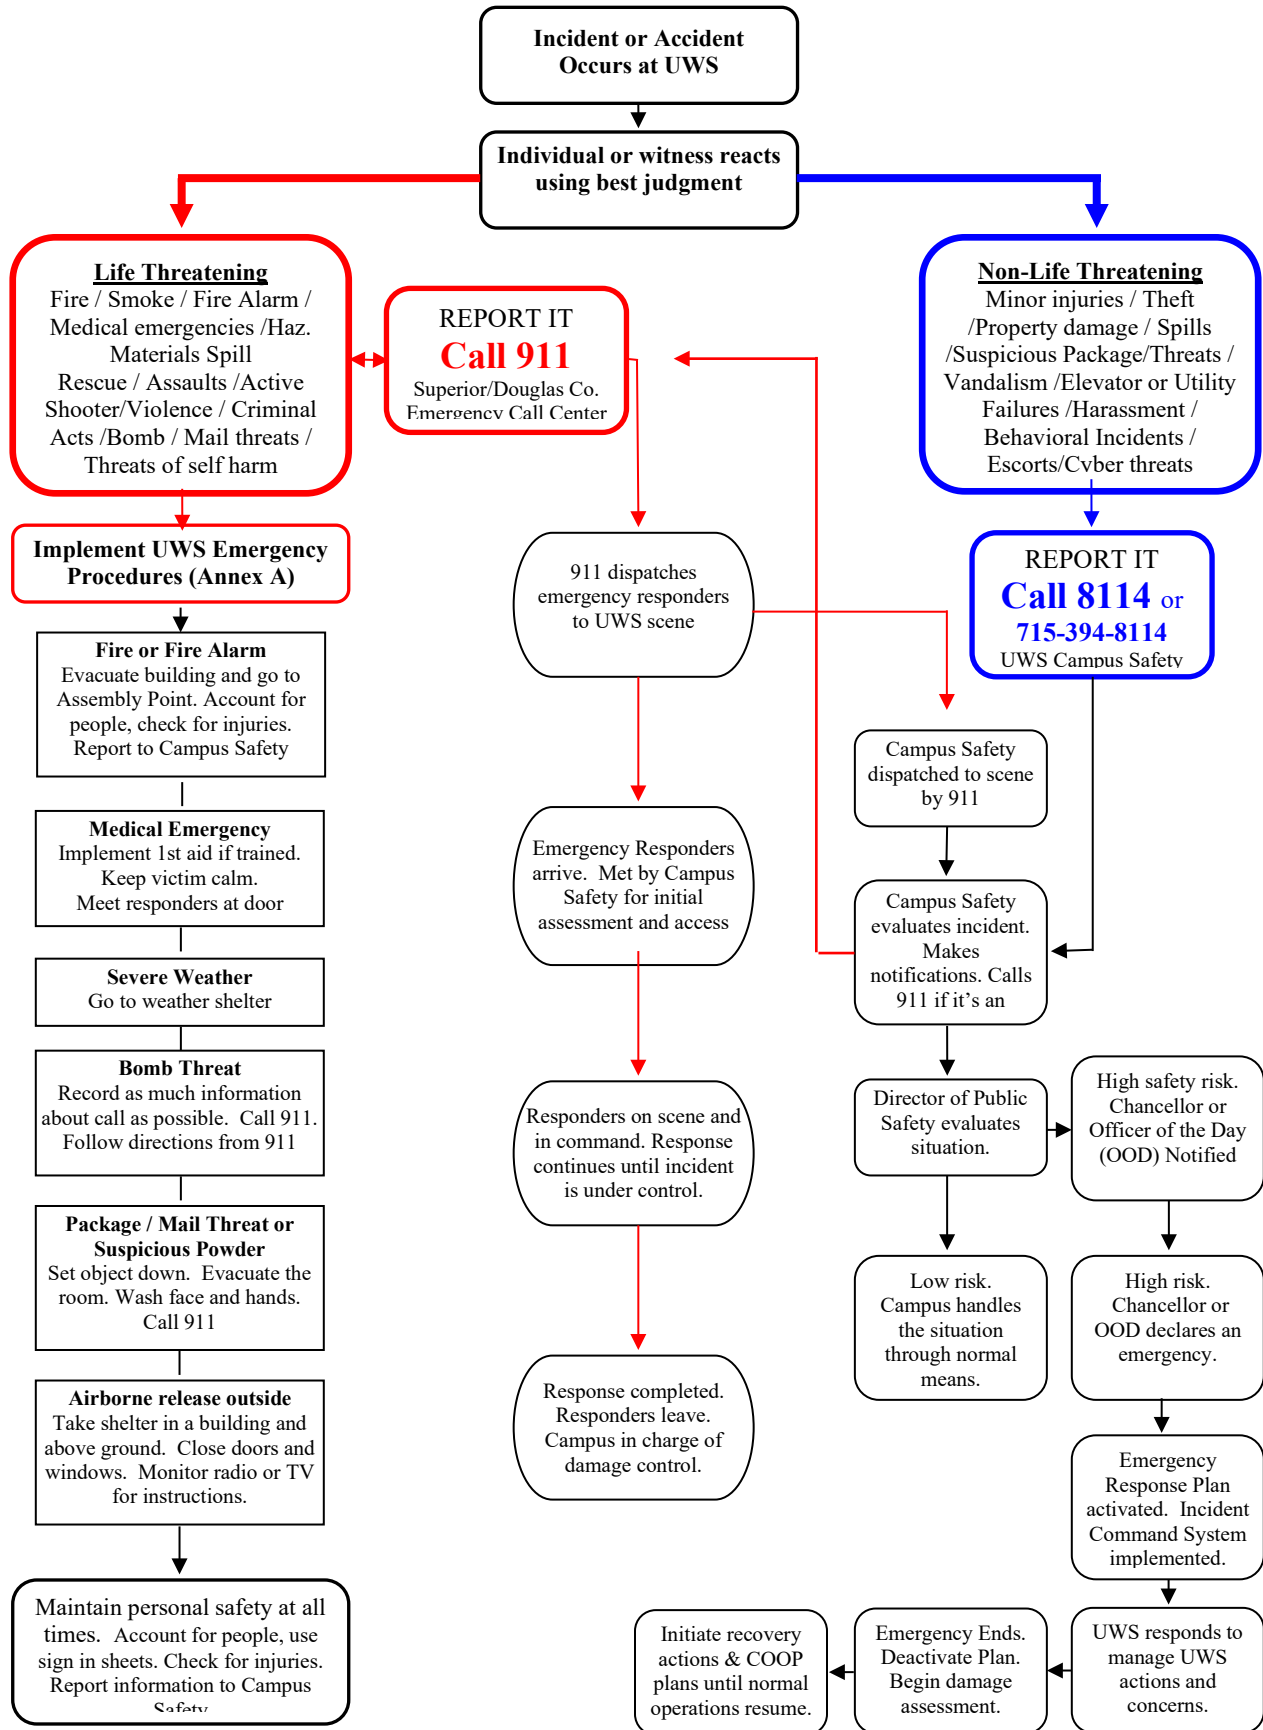 Incident or Accident
Occurs at UWS
Individual or witness reacts
using best judgment
Life Threatening
Fire / Smoke / Fire Alarm /
Medical emergencies /Haz.
Materials Spill
Rescue / Assaults /Active
Shooter/Violence / Criminal
Acts /Bomb / Mail threats /
Threats of self harm
REPORT IT
Call 911
Superior/Douglas Co.
Emergency Call Center
Non-Life Threatening
Minor injuries / Theft
/Property damage / Spills
/Suspicious Package/Threats /
Vandalism /Elevator or Utility
Failures /Harassment /
Behavioral Incidents /
Escorts/Cyber threats
Implement UWS Emergency
Procedures (Annex A)
REPORT IT
Call 8114 or
715-394-8114
UWS Campus Safety
911 dispatches
emergency responders
to UWS scene
Fire or Fire Alarm
Evacuate building and go to
Assembly Point. Account for
people, check for injuries.
Report to Campus Safety
Campus Safety
dispatched to scene
by 911
Medical Emergency
Implement 1st aid if trained.
Keep victim calm.
Meet responders at door
Emergency Responders
arrive. Met by Campus
Safety for initial
assessment and access
Campus Safety
evaluates incident.
Makes
notifications. Calls
911 if it's an
Severe Weather
Go to weather shelter
Bomb Threat
Record as much information
about call as possible. Call 911.
Follow directions from 911
Responders on scene and
in command. Response
continues until incident
is under control.
Director of Public
Safety evaluates
situation.
High safety risk.
Chancellor or
Officer of the Day
(OOD) Notified
Package / Mail Threat or
Suspicious Powder
Set object down. Evacuate the
room. Wash face and hands.
Call 911
Low risk.
Campus handles
the situation
through normal
means.
High risk.
Chancellor or
OOD declares an
emergency.
Airborne release outside
Take shelter in a building and
above ground. Close doors and
windows. Monitor radio or TV
for instructions.
Response completed.
Responders leave.
Campus in charge of
damage control.
Emergency
Response Plan
activated. Incident
Command System
implemented.
Maintain personal safety at all
times. Account for people, use
sign in sheets. Check for injuries.
Report information to Campus
Safety
Initiate recovery
actions & COOP
plans until normal
operations resume.
Emergency Ends.
Deactivate Plan.
Begin damage
assessment.
UWS responds to
manage UWS
actions and
concerns.